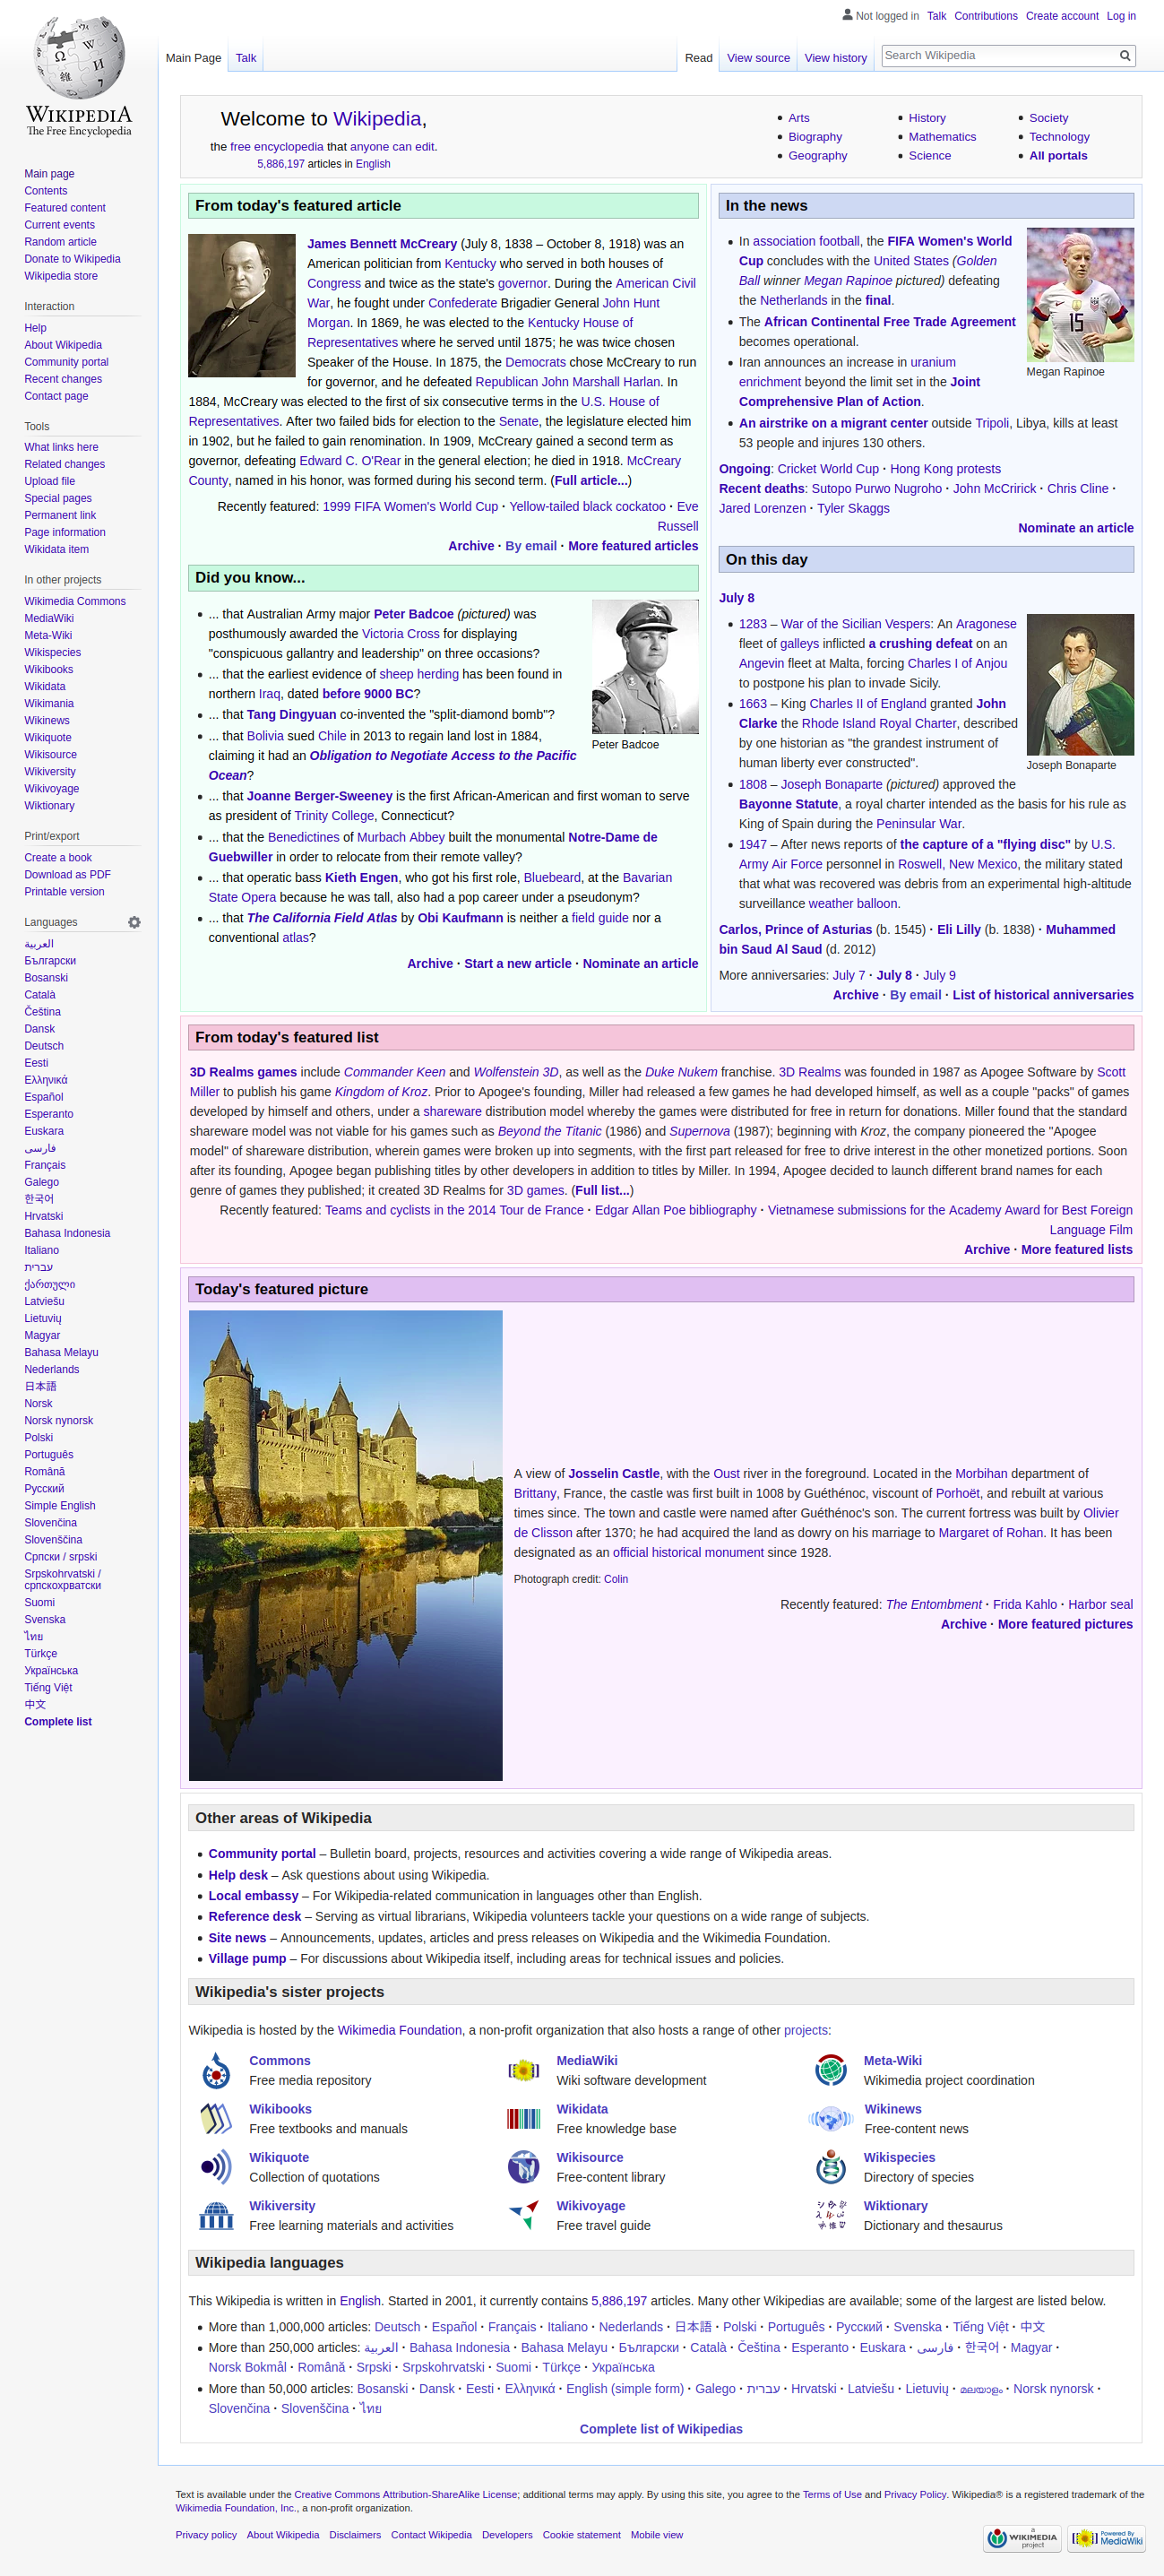 WIKIPEDIA
The Free Encyclopedia
Not logged in Talk Contributions Create account Log in
Main Page Talk
Read View source View history Search Wikipedia
Main page
Contents
Featured content
Current events
Random article
Donate to Wikipedia
Wikipedia store
Interaction
Help
About Wikipedia
Community portal
Recent changes
Contact page
Tools
What links here
Related changes
Upload file
Special pages
Permanent link
Page information
Wikidata item
In other projects
Wikimedia Commons
MediaWiki
Meta-Wiki
Wikispecies
Wikibooks
Wikidata
Wikimania
Wikinews
Wikiquote
Wikisource
Wikiversity
Wikivoyage
Wiktionary
Print/export
Create a book
Download as PDF
Printable version
Languages
العربية
Български
Bosanski
Català
Čeština
Dansk
Deutsch
Eesti
Ελληνικά
Español
Esperanto
Euskara
فارسی
Français
Galego
한국어
Hrvatski
Bahasa Indonesia
Italiano
עברית
ქართული
Latviešu
Lietuvių
Magyar
Bahasa Melayu
Nederlands
日本語
Norsk
Norsk nynorsk
Polski
Português
Română
Русский
Simple English
Slovenčina
Slovenščina
Српски / srpski
Srpskohrvatski /
српскохрватски
Suomi
Svenska
ไทย
Türkçe
Українська
Tiếng Việt
中文
Complete list
Welcome to Wikipedia,
the free encyclopedia that anyone can edit.
5,886,197 articles in English
Arts
Biography
Geography
History
Mathematics
Science
Society
Technology
All portals
From today's featured article
James Bennett McCreary (July 8, 1838 – October 8, 1918) was an
American politician from Kentucky who served in both houses of
Congress and twice as the state's governor. During the American Civil
War, he fought under Confederate Brigadier General John Hunt
Morgan. In 1869, he was elected to the Kentucky House of
Representatives where he served until 1875; he was twice chosen
Speaker of the House. In 1875, the Democrats chose McCreary to run
for governor, and he defeated Republican John Marshall Harlan. In
1884, McCreary was elected to the first of six consecutive terms in the U.S. House of
Representatives. After two failed bids for election to the Senate, the legislature elected him
in 1902, but he failed to gain renomination. In 1909, McCreary gained a second term as
governor, defeating Edward C. O'Rear in the general election; he died in 1918. McCreary
County, named in his honor, was formed during his second term. (Full article...)
Recently featured: 1999 FIFA Women's World Cup · Yellow-tailed black cockatoo · Eve
Russell
Archive · By email · More featured articles
Did you know...
... that Australian Army major Peter Badcoe (pictured) was
posthumously awarded the Victoria Cross for displaying
"conspicuous gallantry and leadership" on three occasions?
... that the earliest evidence of sheep herding has been found in
northern Iraq, dated before 9000 BC?
... that Tang Dingyuan co-invented the "split-diamond bomb"?
... that Bolivia sued Chile in 2013 to regain land lost in 1884,
claiming it had an Obligation to Negotiate Access to the Pacific
Ocean?
Peter Badcoe
... that Joanne Berger-Sweeney is the first African-American and first woman to serve
as president of Trinity College, Connecticut?
... that the Benedictines of Murbach Abbey built the monumental Notre-Dame de
Guebwiller in order to relocate from their remote valley?
... that operatic bass Kieth Engen, who got his first role, Bluebeard, at the Bavarian
State Opera because he was tall, also had a pop career under a pseudonym?
... that The California Field Atlas by Obi Kaufmann is neither a field guide nor a
conventional atlas?
Archive · Start a new article · Nominate an article
In the news
In association football, the FIFA Women's World
Cup concludes with the United States (Golden
Ball winner Megan Rapinoe pictured) defeating
the Netherlands in the final.
15
Megan Rapinoe
The African Continental Free Trade Agreement
becomes operational.
Iran announces an increase in uranium
enrichment beyond the limit set in the Joint
Comprehensive Plan of Action.
An airstrike on a migrant center outside Tripoli, Libya, kills at least
53 people and injures 130 others.
Ongoing: Cricket World Cup · Hong Kong protests
Recent deaths: Sutopo Purwo Nugroho · John McCririck · Chris Cline ·
Jared Lorenzen · Tyler Skaggs
Nominate an article
On this day
July 8
1283 – War of the Sicilian Vespers: An Aragonese
fleet of galleys inflicted a crushing defeat on an
Angevin fleet at Malta, forcing Charles I of Anjou
to postpone his plan to invade Sicily.
1663 – King Charles II of England granted John
Clarke the Rhode Island Royal Charter, described
by one historian as "the grandest instrument of
human liberty ever constructed".
Joseph Bonaparte
1808 – Joseph Bonaparte (pictured) approved the
Bayonne Statute, a royal charter intended as the basis for his rule as
King of Spain during the Peninsular War.
1947 – After news reports of the capture of a "flying disc" by U.S.
Army Air Force personnel in Roswell, New Mexico, the military stated
that what was recovered was debris from an experimental high-altitude
surveillance weather balloon.
Carlos, Prince of Asturias (b. 1545) · Eli Lilly (b. 1838) · Muhammed
bin Saud Al Saud (d. 2012)
More anniversaries: July 7 · July 8 · July 9
Archive · By email · List of historical anniversaries
From today's featured list
3D Realms games include Commander Keen and Wolfenstein 3D, as well as the Duke Nukem franchise. 3D Realms was founded in 1987 as Apogee Software by Scott
Miller to publish his game Kingdom of Kroz. Prior to Apogee's founding, Miller had released a few games he had developed himself, as well as a couple "packs" of games
developed by himself and others, under a shareware distribution model whereby the games were distributed for free in return for donations. Miller found that the standard
shareware model was not viable for his games such as Beyond the Titanic (1986) and Supernova (1987); beginning with Kroz, the company pioneered the "Apogee
model" of shareware distribution, wherein games were broken up into segments, with the first part released for free to drive interest in the other monetized portions. Soon
after its founding, Apogee began publishing titles by other developers in addition to titles by Miller. In 1994, Apogee decided to launch different brand names for each
genre of games they published; it created 3D Realms for 3D games. (Full list...)
Recently featured: Teams and cyclists in the 2014 Tour de France · Edgar Allan Poe bibliography · Vietnamese submissions for the Academy Award for Best Foreign
Language Film
Archive · More featured lists
Today's featured picture
A view of Josselin Castle, with the Oust river in the foreground. Located in the Morbihan department of
Brittany, France, the castle was first built in 1008 by Guéthénoc, viscount of Porhoët, and rebuilt at various
times since. The town and castle were named after Guéthénoc's son. The current fortress was built by Olivier
de Clisson after 1370; he had acquired the land as dowry on his marriage to Margaret of Rohan. It has been
designated as an official historical monument since 1928.
Photograph credit: Colin
Recently featured: The Entombment · Frida Kahlo · Harbor seal
Archive · More featured pictures
Other areas of Wikipedia
Community portal – Bulletin board, projects, resources and activities covering a wide range of Wikipedia areas.
Help desk – Ask questions about using Wikipedia.
Local embassy – For Wikipedia-related communication in languages other than English.
Reference desk – Serving as virtual librarians, Wikipedia volunteers tackle your questions on a wide range of subjects.
Site news – Announcements, updates, articles and press releases on Wikipedia and the Wikimedia Foundation.
Village pump – For discussions about Wikipedia itself, including areas for technical issues and policies.
Wikipedia's sister projects
Wikipedia is hosted by the Wikimedia Foundation, a non-profit organization that also hosts a range of other projects:
Commons
Free media repository
MediaWiki
Wiki software development
Meta-Wiki
Wikimedia project coordination
Wikibooks
Free textbooks and manuals
Wikidata
Free knowledge base
Wikinews
Free-content news
Wikiquote
Collection of quotations
Wikisource
Free-content library
Wikispecies
Directory of species
Wikiversity
Free learning materials and activities
Wikivoyage
Free travel guide
Wiktionary
Dictionary and thesaurus
Wikipedia languages
This Wikipedia is written in English. Started in 2001, it currently contains 5,886,197 articles. Many other Wikipedias are available; some of the largest are listed below.
More than 1,000,000 articles: Deutsch · Español · Français · Italiano · Nederlands · 日本語 · Polski · Português · Русский · Svenska · Tiếng Việt · 中文
More than 250,000 articles: العربية · Bahasa Indonesia · Bahasa Melayu · Български · Català · Čeština · Esperanto · Euskara · فارسی · 한국어 · Magyar ·
Norsk Bokmål · Română · Srpski · Srpskohrvatski · Suomi · Türkçe · Українська
More than 50,000 articles: Bosanski · Dansk · Eesti · Ελληνικά · English (simple form) · Galego · עברית · Hrvatski · Latviešu · Lietuvių · മലയാളം · Norsk nynorsk ·
Slovenčina · Slovenščina · ไทย
Complete list of Wikipedias
Text is available under the Creative Commons Attribution-ShareAlike License; additional terms may apply. By using this site, you agree to the Terms of Use and Privacy Policy. Wikipedia® is a registered trademark of the
Wikimedia Foundation, Inc., a non-profit organization.
Privacy policy About Wikipedia Disclaimers Contact Wikipedia Developers Cookie statement Mobile view
a
WIKIMEDIA
project
Powered By
MediaWiki